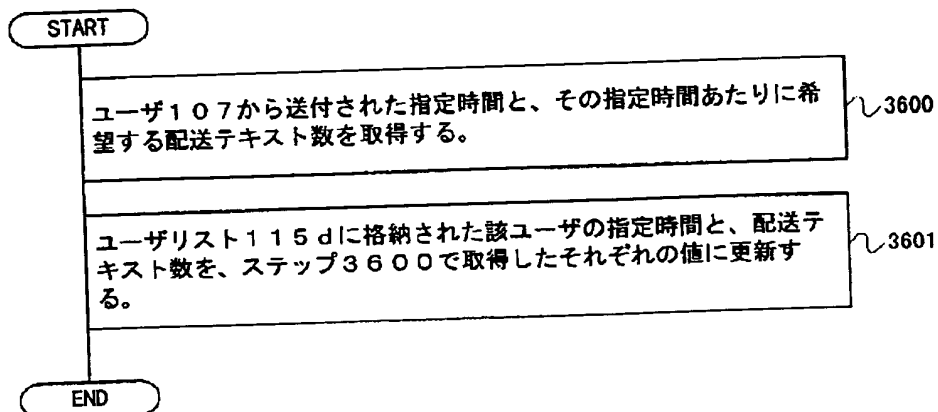 START
ユーザ１０７から送付された指定時間と、その指定時間あたりに希
望する配送テキスト数を取得する。
3600
ユーザリスト１１５ｄに格納された該ユーザの指定時間と、配送テ
キスト数を、ステップ３６００で取得したそれぞれの値に更新す
る。
3601
END